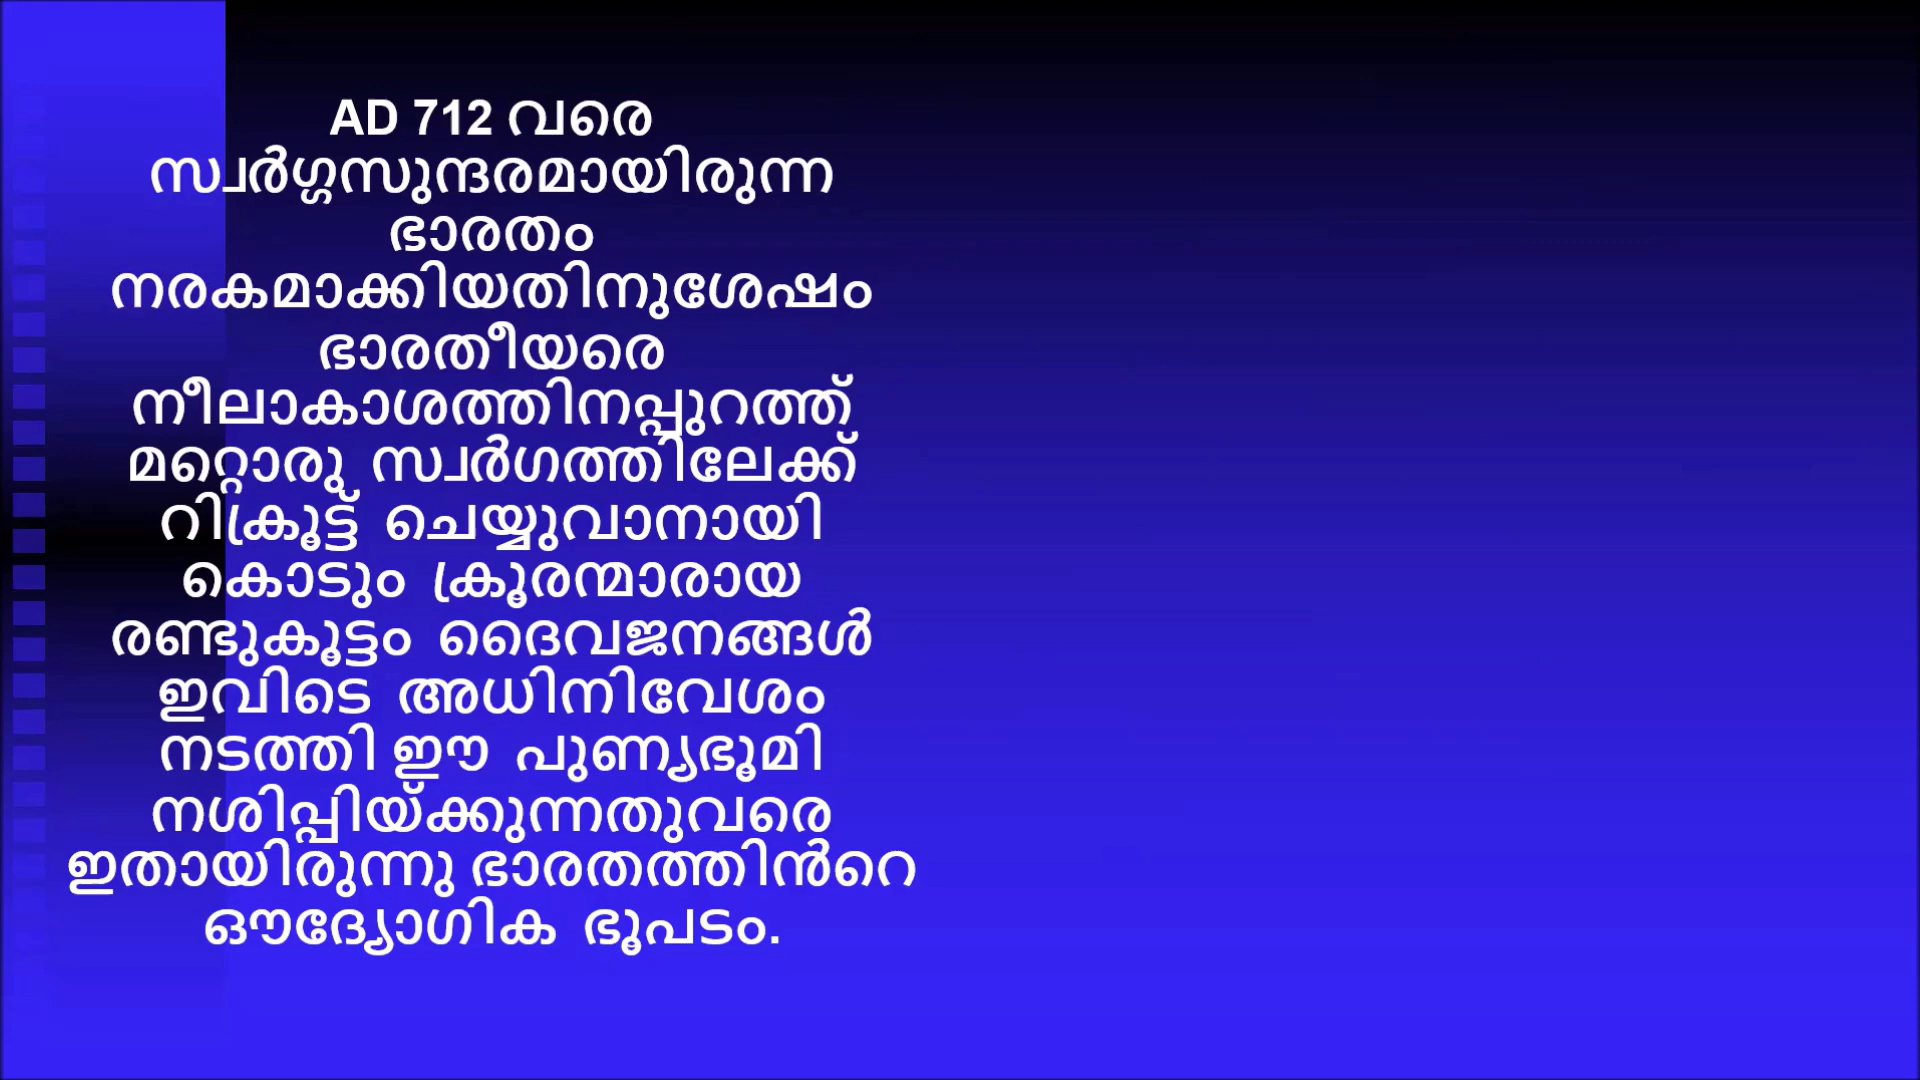 AD 712 വരെ
സ്വർഗ്ഗസുന്ദരമായിരുന്ന
ഭാരതം
നരകമാക്കിയതിനുശേഷം
ഭാരതീയരെ
നീലാകാശത്തിനപ്പുറത്ത്
മറ്റൊരു സ്വർഗത്തിലേക്ക്
റിക്രൂട്ട് ചെയ്യുവാനായി
കൊടും ക്രൂരന്മാരായ
രണ്ടുകൂട്ടം ദൈവജനങ്ങൾ
ഇവിടെ അധിനിവേശം
നടത്തി ഈ പുണ്യഭൂമി
നശിപ്പിയ്ക്കുന്നതുവരെ
ഇതായിരുന്നു ഭാരതത്തിൻറെ
ഔദ്യോഗിക ഭൂപടം.